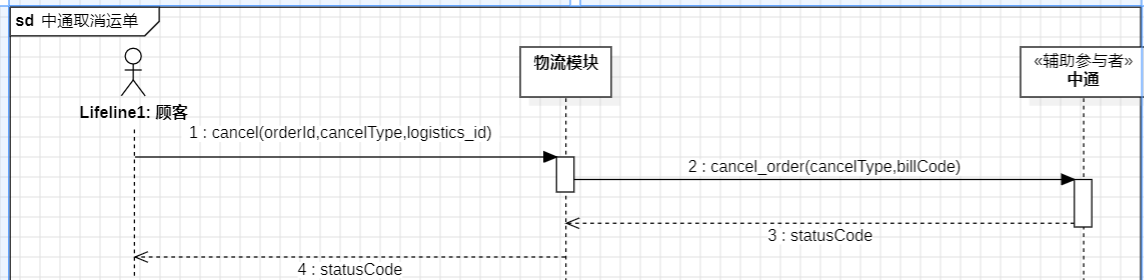 sd 中通取消运单
物流模块
«辅助参与者»
中通
Lifeline1: 顾客
1 : cancel(orderId,cancelType,logistics_id)
2 : cancel_order(cancelType,billCode)
3 : statusCode
4 : statusCode